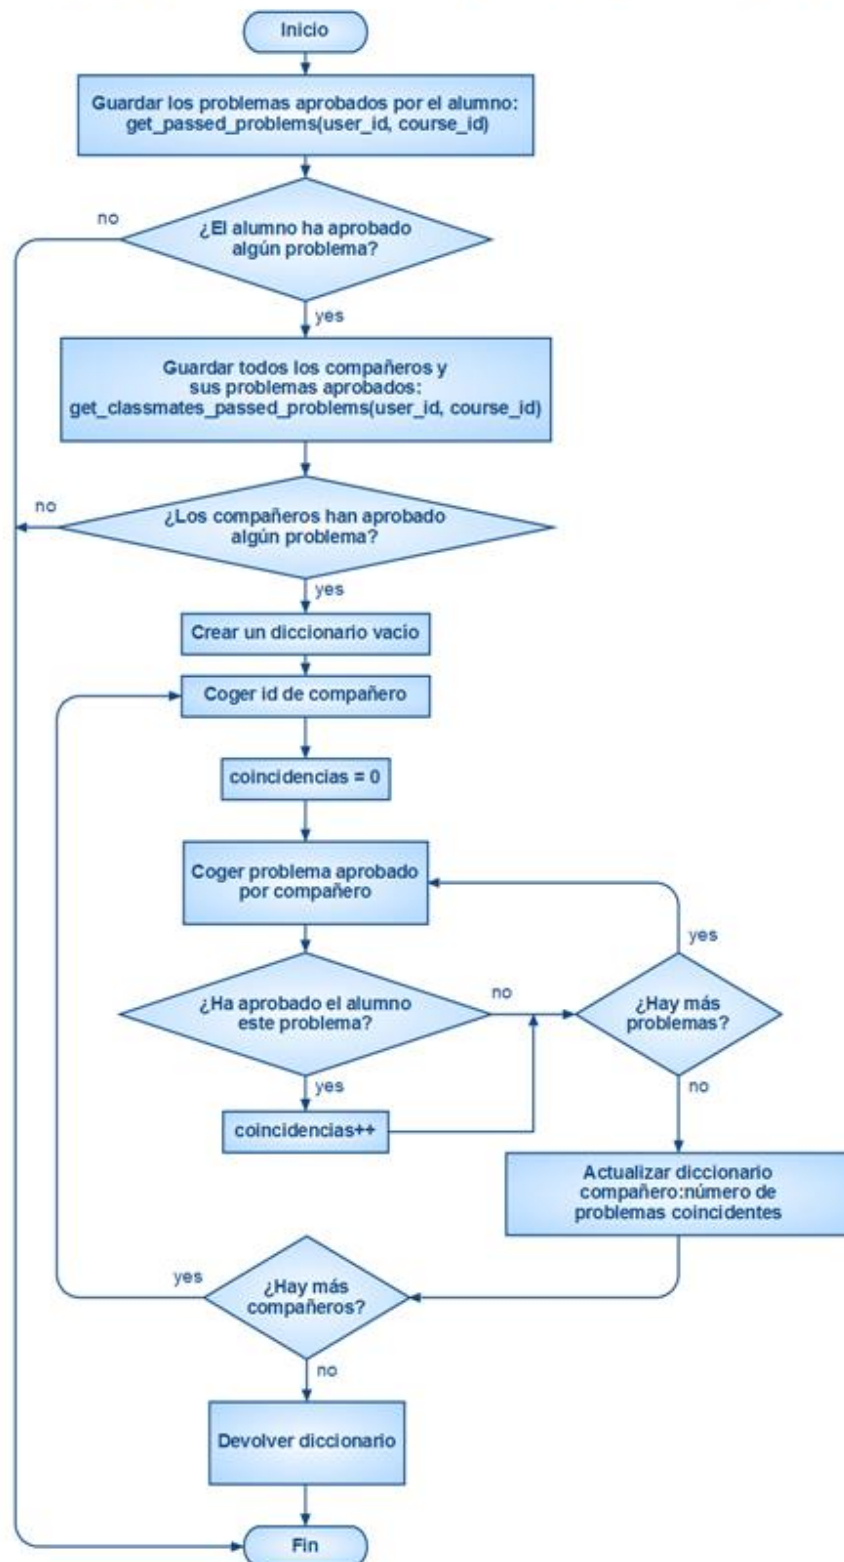 Inicio
Guardar los problemas aprobados por el alumno:
get_passed_problems(user_id, course_id)
¿El alumno ha aprobado
algún problema?
no
yes
Guardar todos los compañeros y
sus problemas aprobados:
get_classmates_passed_problems(user_id, course_id)
¿Los compañeros han aprobado
algún problema?
no
yes
Crear un diccionario vacío
Coger id de compañero
coincidencias = 0
Coger problema aprobado
por compañero
¿Ha aprobado el alumno
este problema?
no
yes
coincidencias++
¿Hay más
problemas?
yes
no
Actualizar diccionario
compañero:número de
problemas coincidentes
¿Hay más
compañeros?
yes
no
Devolver diccionario
Fin